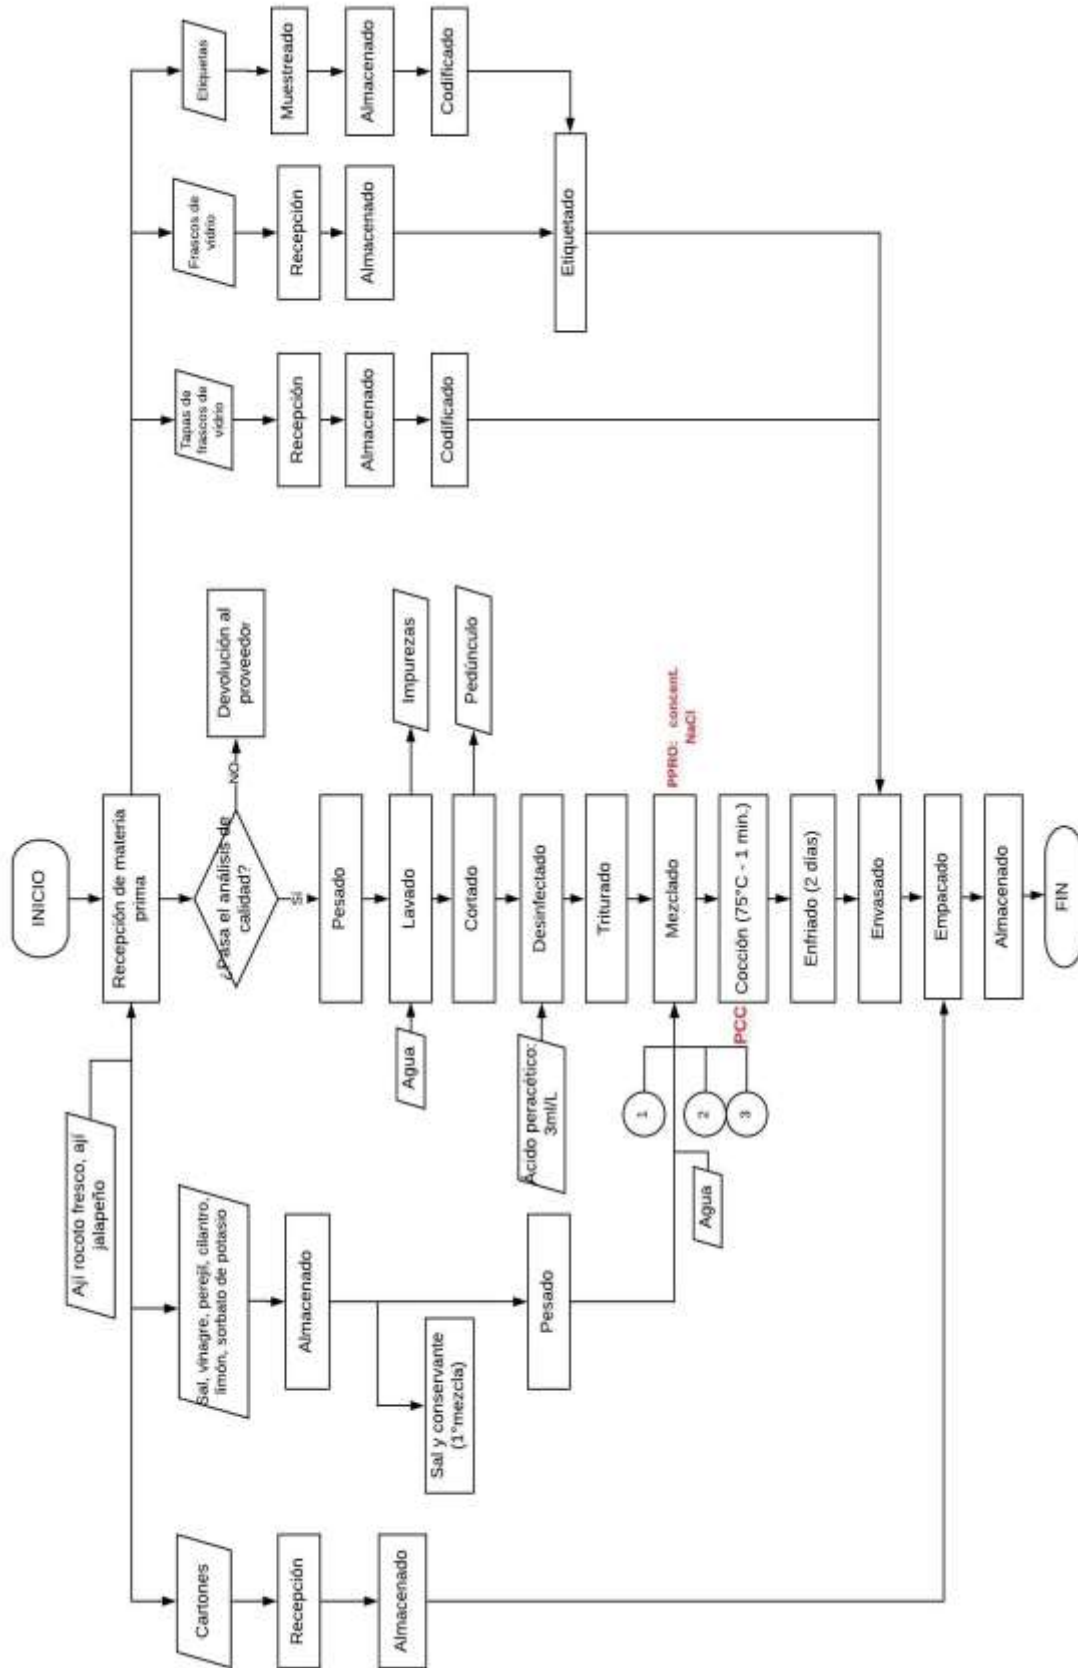 INICIO
Recepción de materia
prima
Ají rocoto fresco, ají
jalapeño
Cartones
Recepción
Almacenado
Sal, vinagre, perejil, cilantro,
limón, sorbato de potasio
Almacenado
Sal y conservante
(1°mezcla)
Pesado
Agua
1
2
3
¿Pasa el análisis de
calidad?
NO
Devolución al
proveedor
SÍ
Pesado
Agua
Lavado
Impurezas
Cortado
Pedúnculo
Ácido peracético:
3ml/L
Desinfectado
Triturado
Mezclado
PPRO: concent.
NaCl
PCC
Cocción (75°C - 1 min.)
Enfriado (2 días)
Envasado
Empacado
Almacenado
FIN
Tapas de
frascos de
vidrio
Recepción
Almacenado
Codificado
Frascos de
vidrio
Recepción
Almacenado
Etiquetas
Muestreado
Almacenado
Codificado
Etiquetado